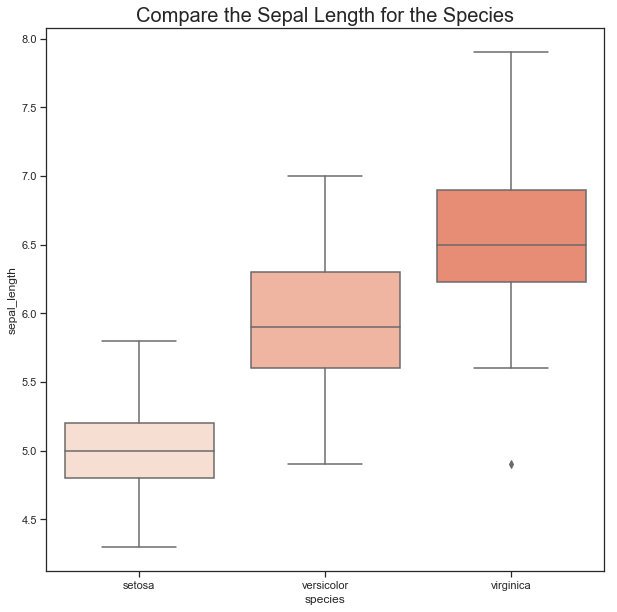 Compare the Sepal Length for the Species
8.0
7.5
7.0
6.5
6.0
5.5
5.0
4.5
sepal_length
setosa versicolor virginica
species